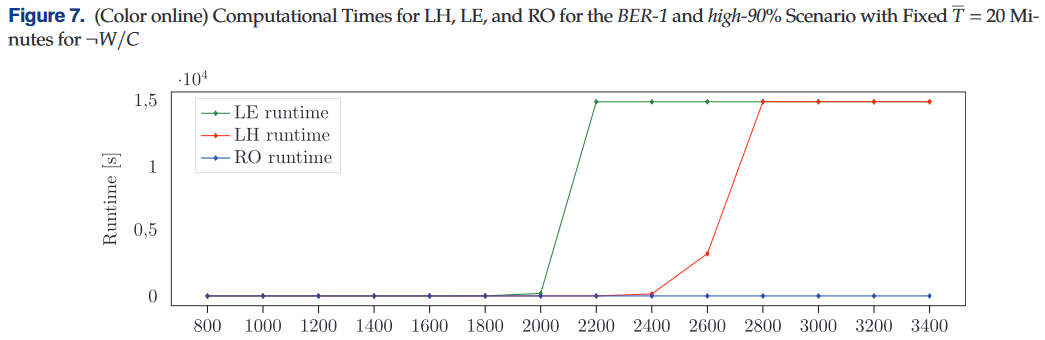 Figure 7. (Color online) Computational Times for LH, LE, and RO for the BER-1 and high-90% Scenario with Fixed T̅ = 20 Mi-
nutes for ¬W/C
·10⁴
1,5
1
0,5
0
Runtime [s]
LE runtime
LH runtime
RO runtime
800 1000 1200 1400 1600 1800 2000 2200 2400 2600 2800 3000 3200 3400